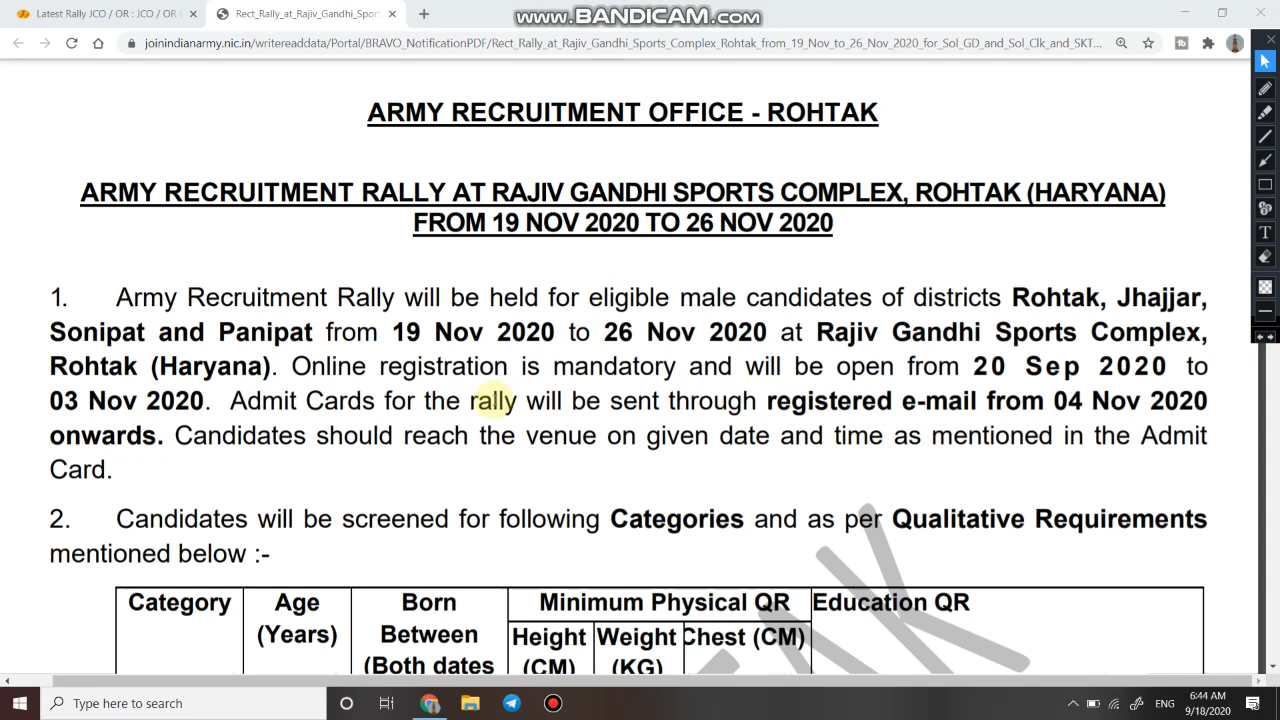 Latest Rally JCO / OR : JCO / OR
Rect_Rally_at_Rajiv_Gandhi_Spor
www.BANDICAM.com
joinindianarmy.nic.in/writereaddata/Portal/BRAVO_NotificationPDF/Rect_Rally_at_Rajiv_Gandhi_Sports_Complex_Rohtak_from_19_Nov_to_26_Nov_2020_for_Sol_GD_and_Sol_Clk_and_SKT...
ARMY RECRUITMENT OFFICE - ROHTAK
ARMY RECRUITMENT RALLY AT RAJIV GANDHI SPORTS COMPLEX, ROHTAK (HARYANA)
FROM 19 NOV 2020 TO 26 NOV 2020
1. Army Recruitment Rally will be held for eligible male candidates of districts Rohtak, Jhajjar,
Sonipat and Panipat from 19 Nov 2020 to 26 Nov 2020 at Rajiv Gandhi Sports Complex,
Rohtak (Haryana). Online registration is mandatory and will be open from 20 Sep 2020 to
03 Nov 2020. Admit Cards for the rally will be sent through registered e-mail from 04 Nov 2020
onwards. Candidates should reach the venue on given date and time as mentioned in the Admit
Card.
2. Candidates will be screened for following Categories and as per Qualitative Requirements
mentioned below :-
Category Age Born Minimum Physical QR Education QR
(Years) Between Height Weight Chest (CM)
(Both dates (CM) (KG)
Type here to search
ENG
6:44 AM
9/18/2020